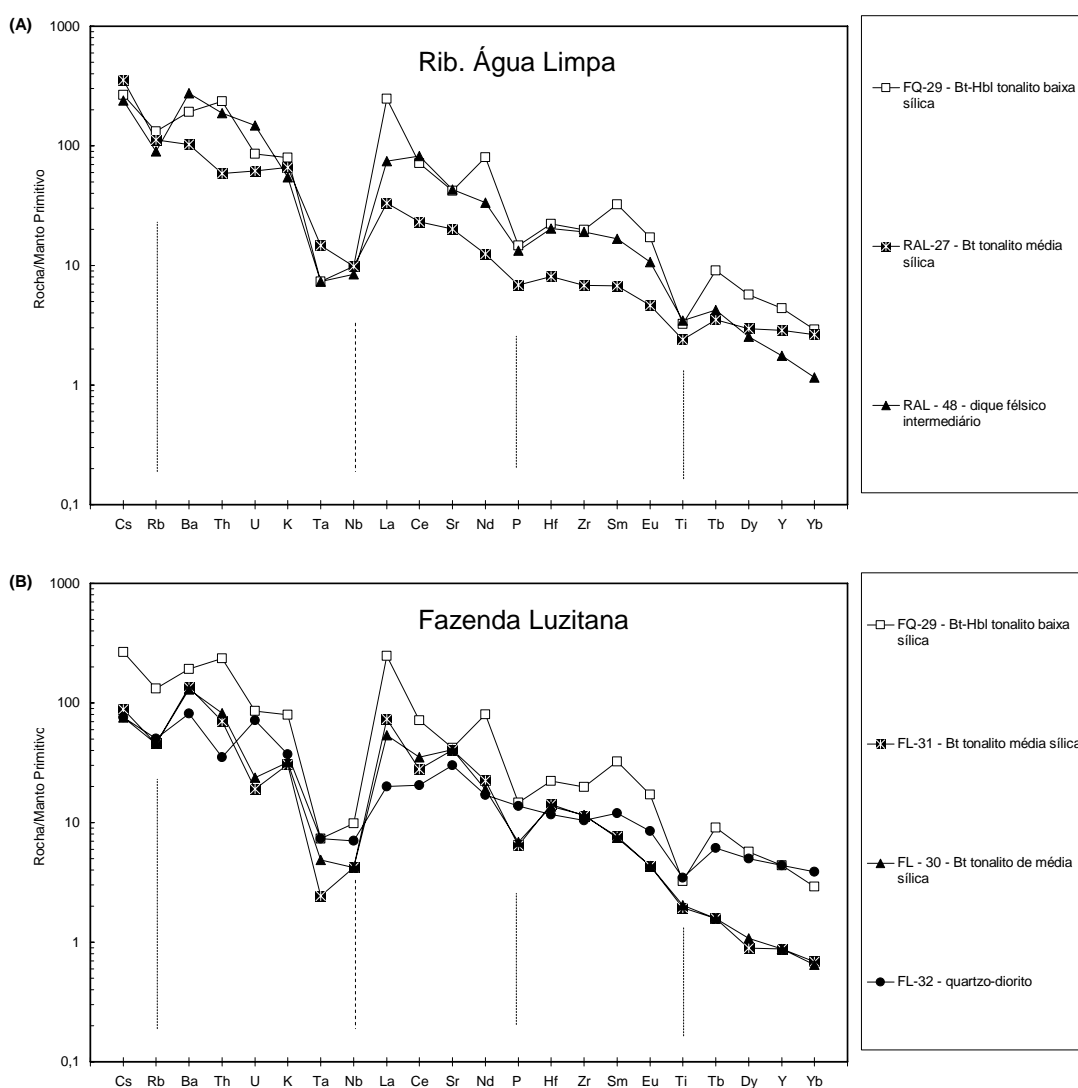 (A)
1000
Rib. Água Limpa
100
10
1
0,1
Rocha/Manto Primitivo
Cs Rb Ba Th U K Ta Nb La Ce Sr Nd P Hf Zr Sm Eu Ti Tb Dy Y Yb
FQ-29 - Bt-Hbl tonalito baixa
sílica
RAL-27 - Bt tonalito média
sílica
RAL - 48 - dique félsico
intermediário
(B)
1000
Fazenda Luzitana
100
10
1
0,1
Rocha/Manto Primitivc
Cs Rb Ba Th U K Ta Nb La Ce Sr Nd P Hf Zr Sm Eu Ti Tb Dy Y Yb
FQ-29 - Bt-Hbl tonalito baixa
sílica
FL-31 - Bt tonalito média sílica
FL - 30 - Bt tonalito de média
sílica
FL-32 - quartzo-diorito